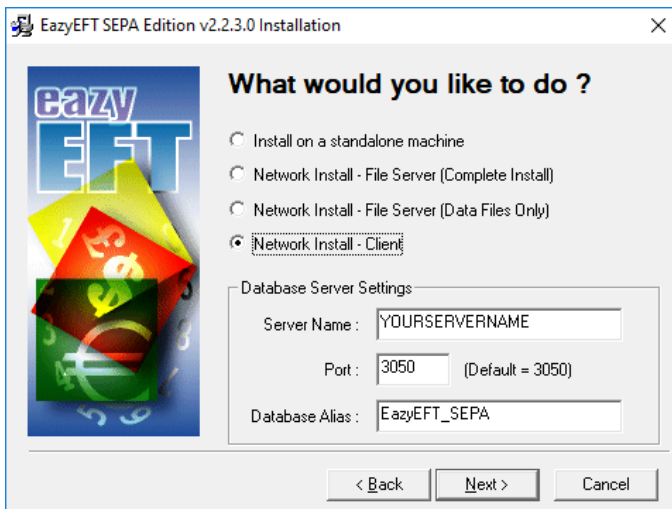 EazyEFT SEPA Edition v2.2.3.0 Installation
eazy
EFT
What would you like to do ?
Install on a standalone machine
Network Install - File Server (Complete Install)
Network Install - File Server (Data Files Only)
Network Install - Client
Database Server Settings
Server Name : YOURSERVERNAME
Port : 3050 (Default = 3050)
Database Alias : EazyEFT_SEPA
< Back Next > Cancel